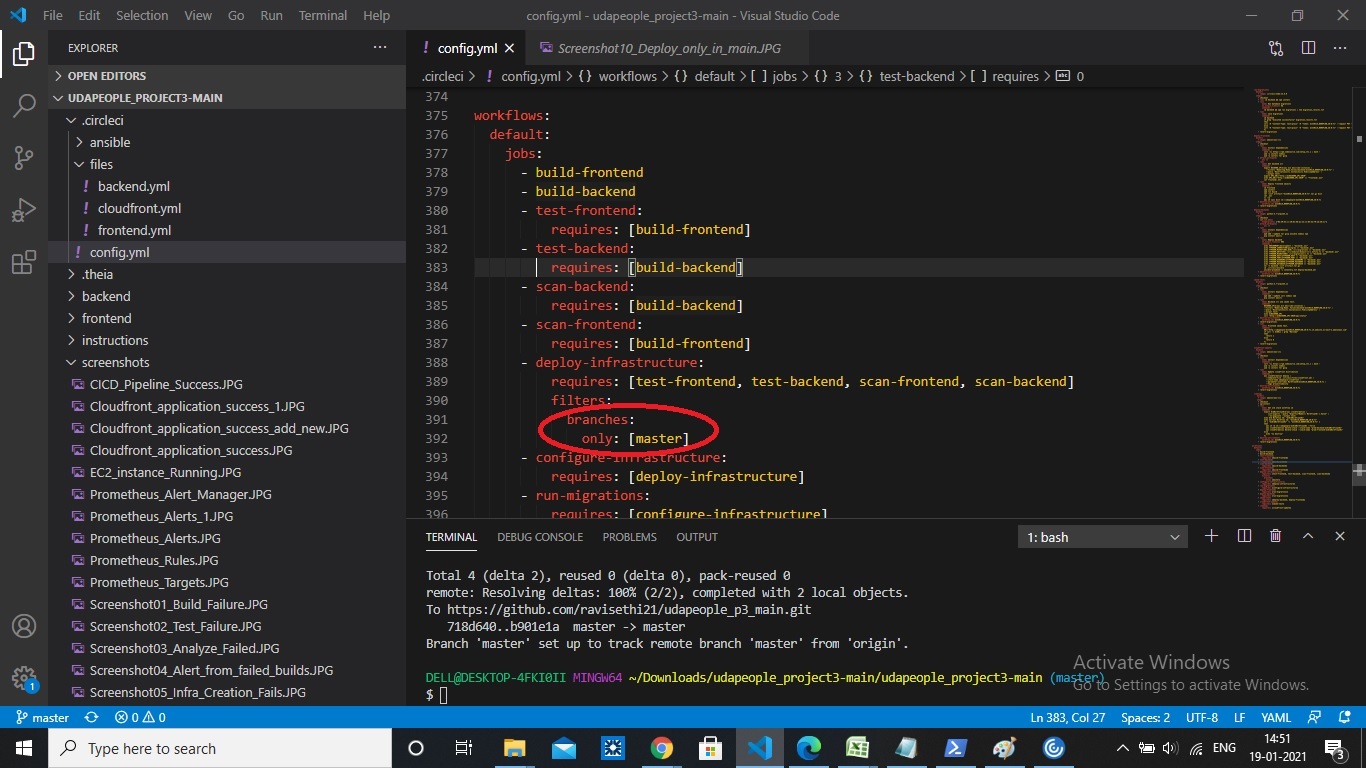 File Edit Selection View Go Run Terminal Help config.yml - udapeople_project3-main - Visual Studio Code
EXPLORER
OPEN EDITORS
UDAPEOPLE_PROJECT3-MAIN
.circleci
ansible
files
backend.yml
cloudfront.yml
frontend.yml
config.yml
.theia
backend
frontend
instructions
screenshots
CICD_Pipeline_Success.JPG
Cloudfront_application_success_1.JPG
Cloudfront_application_success_add_new.JPG
Cloudfront_application_success.JPG
EC2_instance_Running.JPG
Prometheus_Alert_Manager.JPG
Prometheus_Alerts_1.JPG
Prometheus_Alerts.JPG
Prometheus_Rules.JPG
Prometheus_Targets.JPG
Screenshot01_Build_Failure.JPG
Screenshot02_Test_Failure.JPG
Screenshot03_Analyze_Failed.JPG
Screenshot04_Alert_from_failed_builds.JPG
Screenshot05_Infra_Creation_Fails.JPG
! config.yml Screenshot10_Deploy_only_in_main.JPG
.circleci > ! config.yml > {} workflows > {} default > [ ] jobs > {} 3 > {} test-backend > [ ] requires > abc 0
374
375 workflows:
376 default:
377 jobs:
378 - build-frontend
379 - build-backend
380 - test-frontend:
381 requires: [build-frontend]
382 - test-backend:
383 requires: [build-backend]
384 - scan-backend:
385 requires: [build-backend]
386 - scan-frontend:
387 requires: [build-frontend]
388 - deploy-infrastructure:
389 requires: [test-frontend, test-backend, scan-frontend, scan-backend]
390 filters:
391 branches:
392 only: [master]
393 - configure-infrastructure:
394 requires: [deploy-infrastructure]
395 - run-migrations:
396 requires: [configure-infrastructure]
TERMINAL DEBUG CONSOLE PROBLEMS OUTPUT 1: bash
Total 4 (delta 2), reused 0 (delta 0), pack-reused 0
remote: Resolving deltas: 100% (2/2), completed with 2 local objects.
To https://github.com/ravisethi21/udapeople_p3_main.git
718d640..b901e1a master -> master
Branch 'master' set up to track remote branch 'master' from 'origin'.
DELL@DESKTOP-4FKI0II MINGW64 ~/Downloads/udapeople_project3-main/udapeople_project3-main (master)
$
Activate Windows
Go to Settings to activate Windows.
1
master 0 0 Ln 383, Col 27 Spaces: 2 UTF-8 LF YAML
Type here to search ENG 14:51
19-01-2021
3